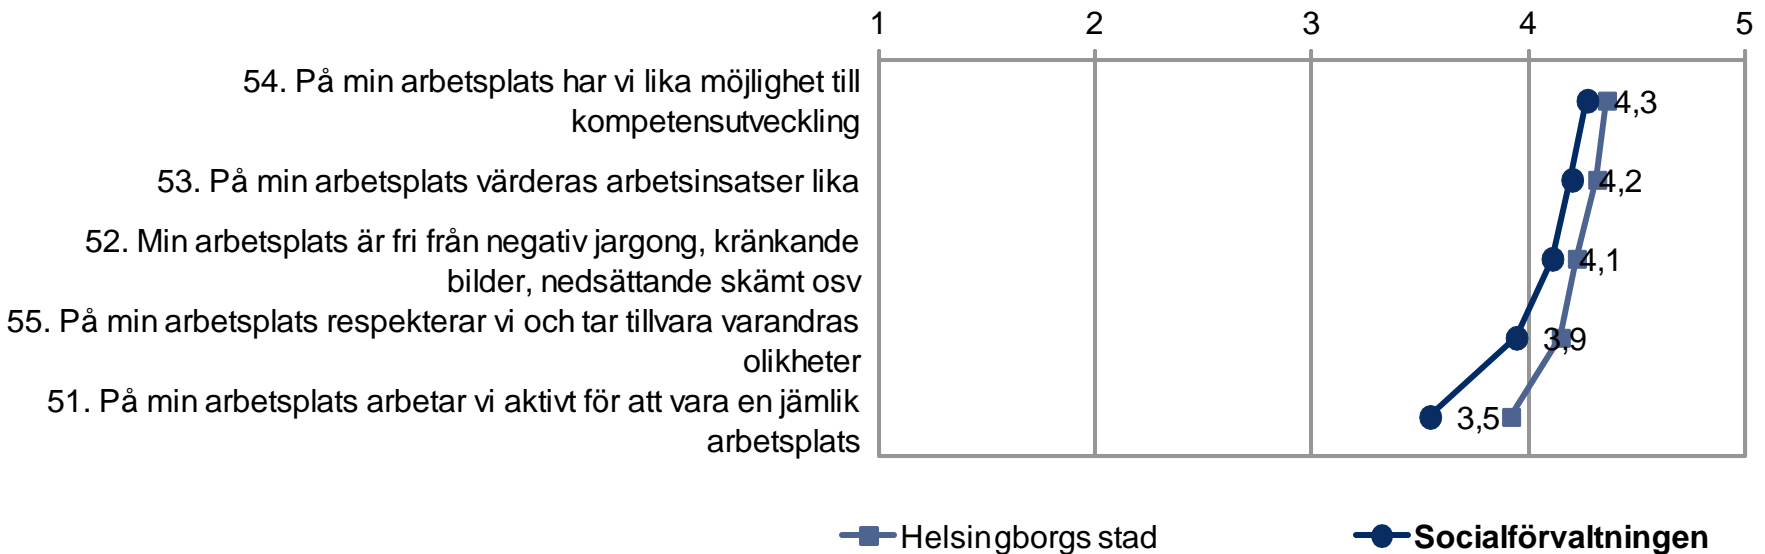 1 2 3 4 5
54. På min arbetsplats har vi lika möjlighet till
kompetensutveckling
4,3
53. På min arbetsplats värderas arbetsinsatser lika
4,2
52. Min arbetsplats är fri från negativ jargong, kränkande
bilder, nedsättande skämt osv
4,1
55. På min arbetsplats respekterar vi och tar tillvara varandras
olikheter
3,9
51. På min arbetsplats arbetar vi aktivt för att vara en jämlik
arbetsplats
3,5
Helsingborgs stad
Socialförvaltningen